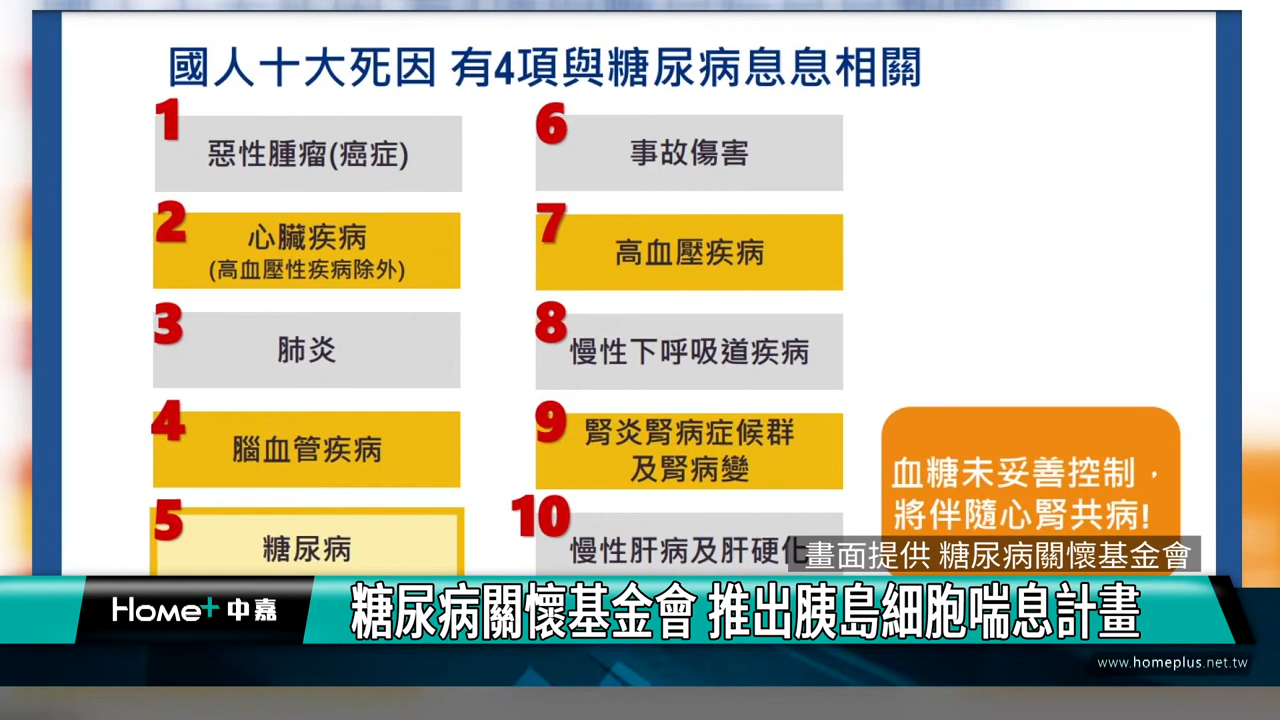 國人十大死因 有4項與糖尿病息息相關
1
惡性腫瘤(癌症)
2
心臟疾病
(高血壓性疾病除外)
3
肺炎
4
腦血管疾病
5
糖尿病
6
事故傷害
7
高血壓疾病
8
慢性下呼吸道疾病
9
腎炎腎病症候群
及腎病變
10
慢性肝病及肝硬化
血糖未妥善控制，
將伴隨心腎共病!
畫面提供 糖尿病關懷基金會
Home+中嘉
糖尿病關懷基金會 推出胰島細胞喘息計畫
www.homeplus.net.tw